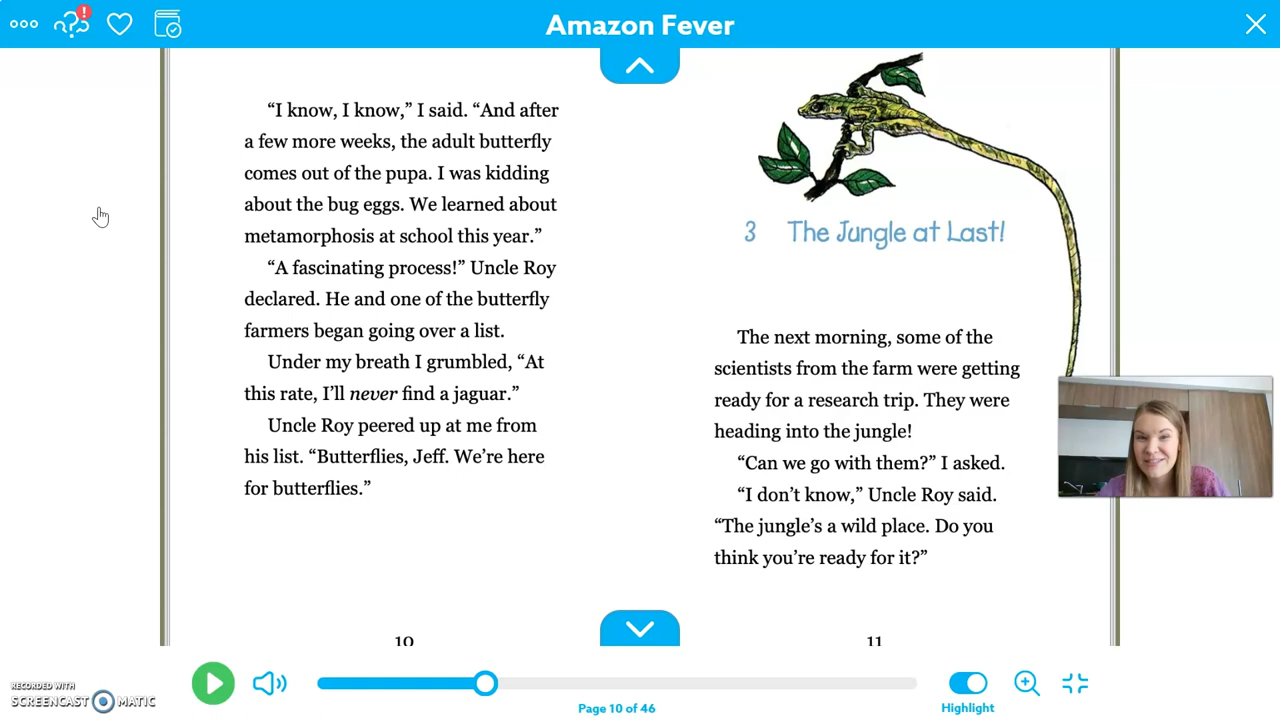 Amazon Fever
“I know, I know,” I said. “And after
a few more weeks, the adult butterfly
comes out of the pupa. I was kidding
about the bug eggs. We learned about
metamorphosis at school this year.”
“A fascinating process!” Uncle Roy
declared. He and one of the butterfly
farmers began going over a list.
Under my breath I grumbled, “At
this rate, I’ll never find a jaguar.”
Uncle Roy peered up at me from
his list. “Butterflies, Jeff. We’re here
for butterflies.”
10
3 The Jungle at Last!
The next morning, some of the
scientists from the farm were getting
ready for a research trip. They were
heading into the jungle!
“Can we go with them?” I asked.
“I don’t know,” Uncle Roy said.
“The jungle’s a wild place. Do you
think you’re ready for it?”
11
Page 10 of 46
Highlight
RECORDED WITH
SCREENCAST MATIC